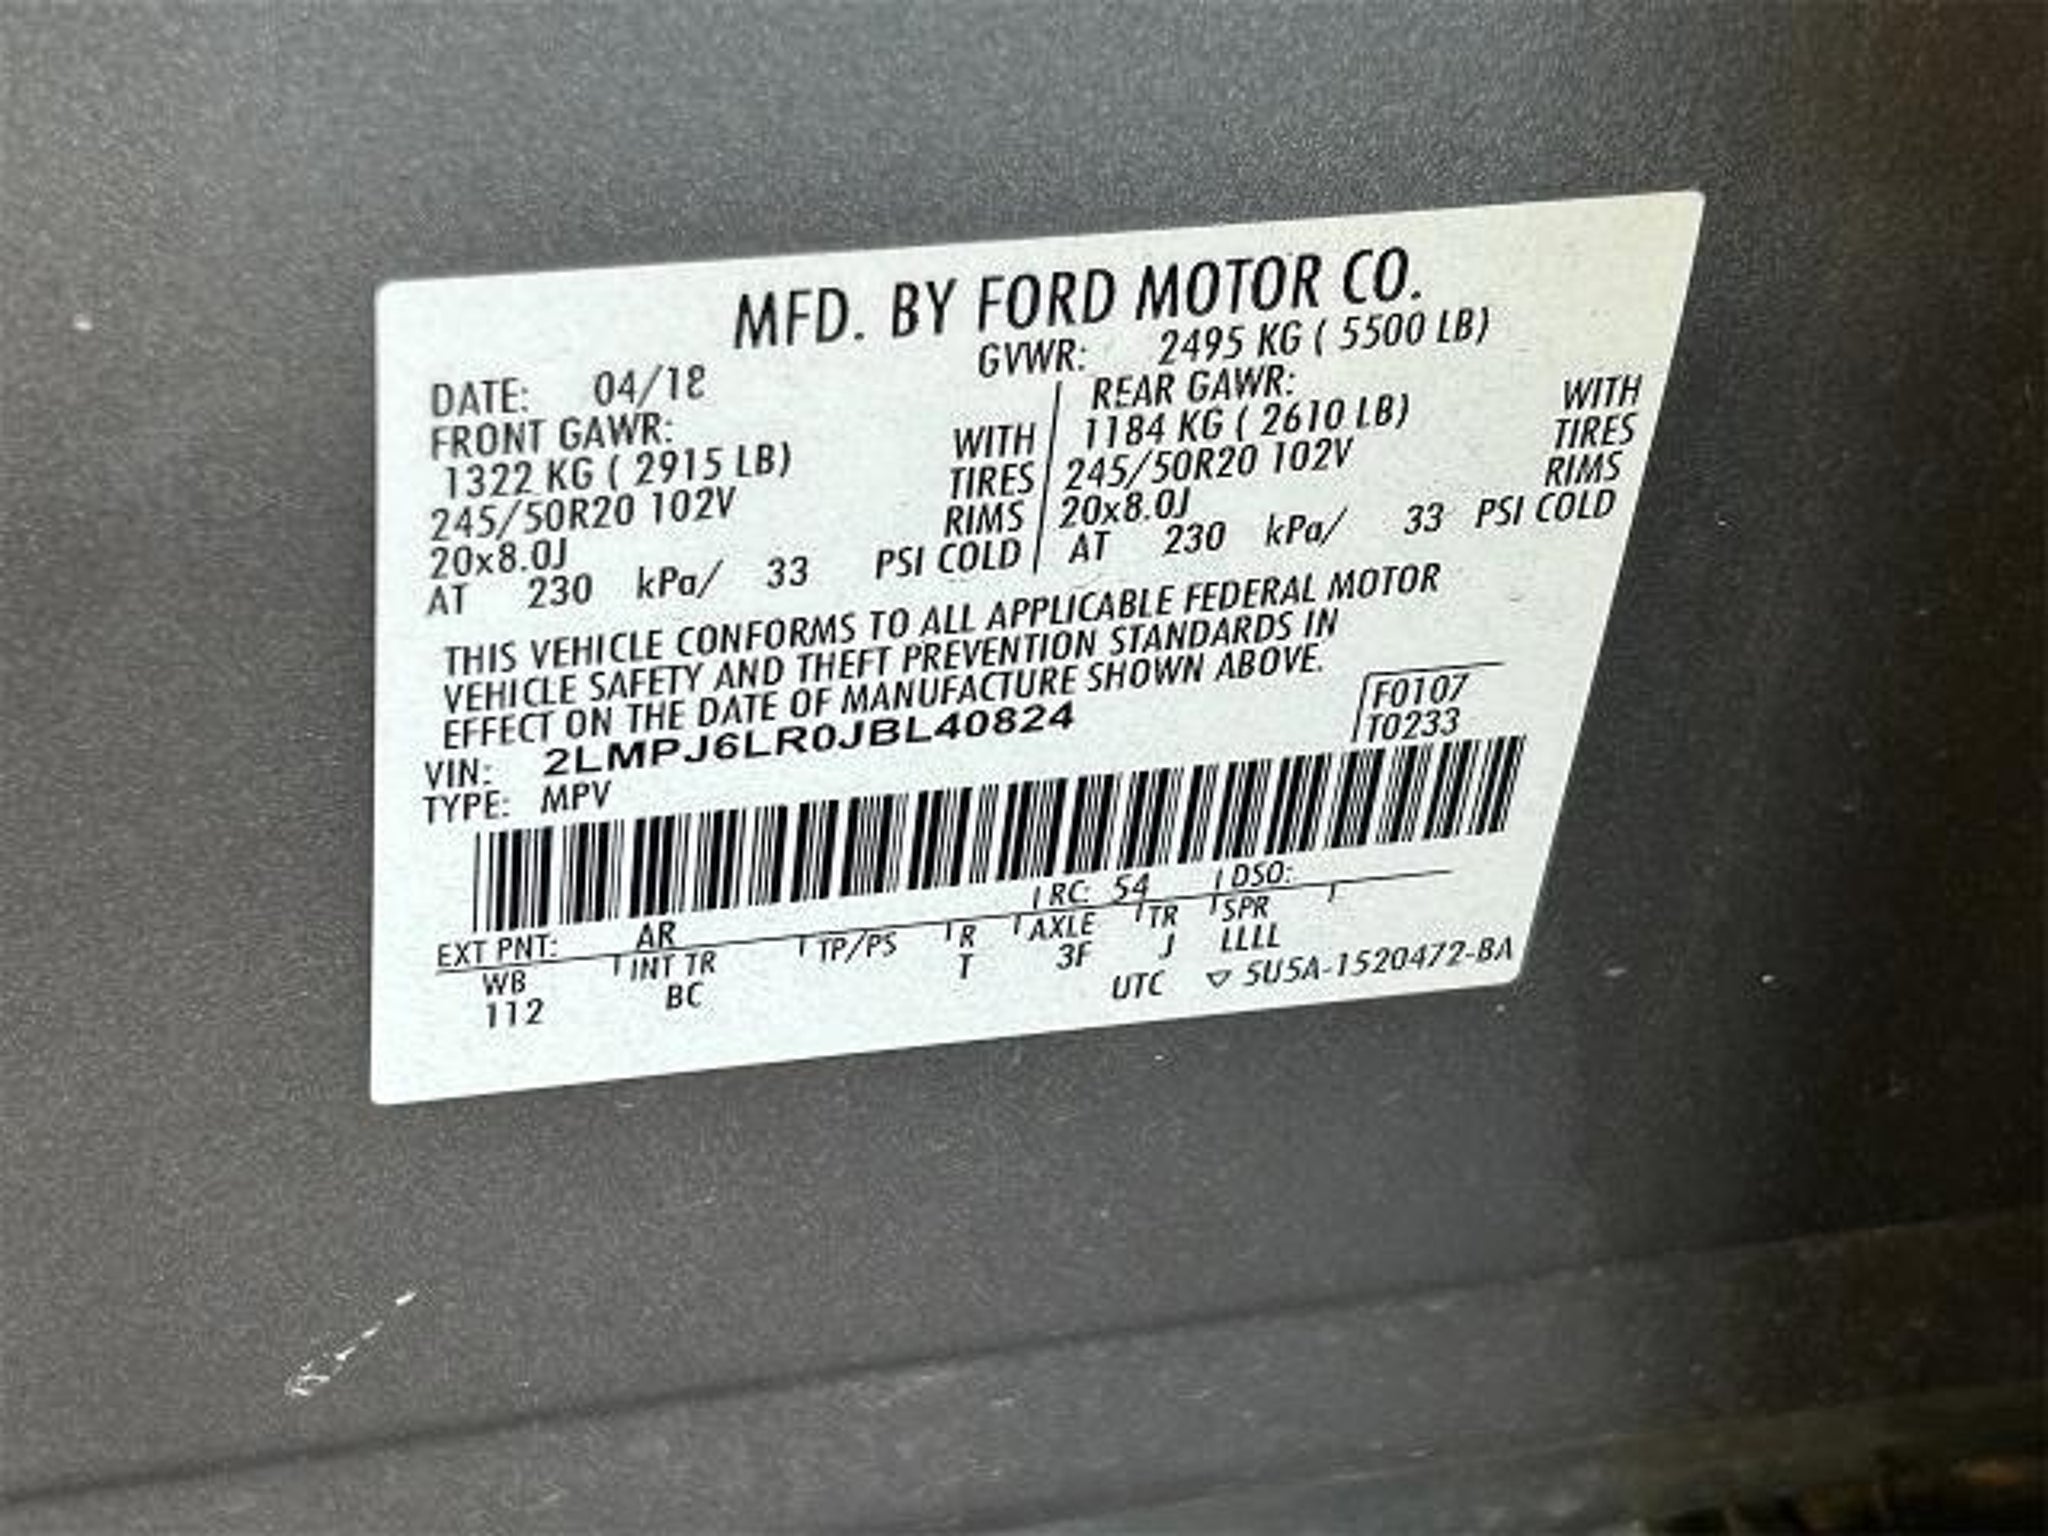 MFD. BY FORD MOTOR CO.
DATE: 04/18
GVWR: 2495 KG ( 5500 LB)
FRONT GAWR:
1322 KG ( 2915 LB) WITH
245/50R20 102V TIRES
20x8.0J RIMS
AT 230 kPa/ 33 PSI COLD
REAR GAWR:
1184 KG ( 2610 LB) WITH
245/50R20 102V TIRES
20x8.0J RIMS
AT 230 kPa/ 33 PSI COLD
THIS VEHICLE CONFORMS TO ALL APPLICABLE FEDERAL MOTOR
VEHICLE SAFETY AND THEFT PREVENTION STANDARDS IN
EFFECT ON THE DATE OF MANUFACTURE SHOWN ABOVE.
F0107
T0233
VIN: 2LMPJ6LR0JBL40824
TYPE: MPV
EXT PNT: AR RC: 54 DSO:
WB INT TR TP/PS R AXLE TR SPR
112 BC T 3F J LLLL
UTC ▽ 5U5A-1520472-BA